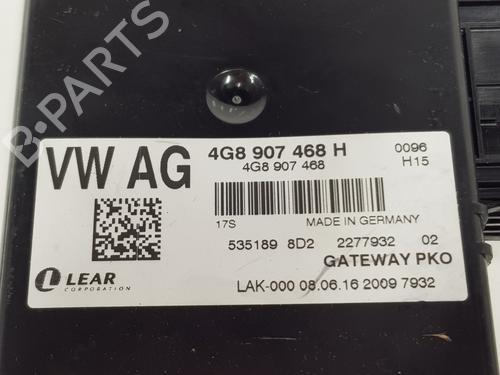 VW AG
4G8 907 468 H
0096
4G8 907 468
H15
17S
MADE IN GERMANY
535189 8D2
2277932
02
GATEWAY PKO
LEAR
CORPORATION
LAK-000 08.06.16 2009 7932
B-PARTS